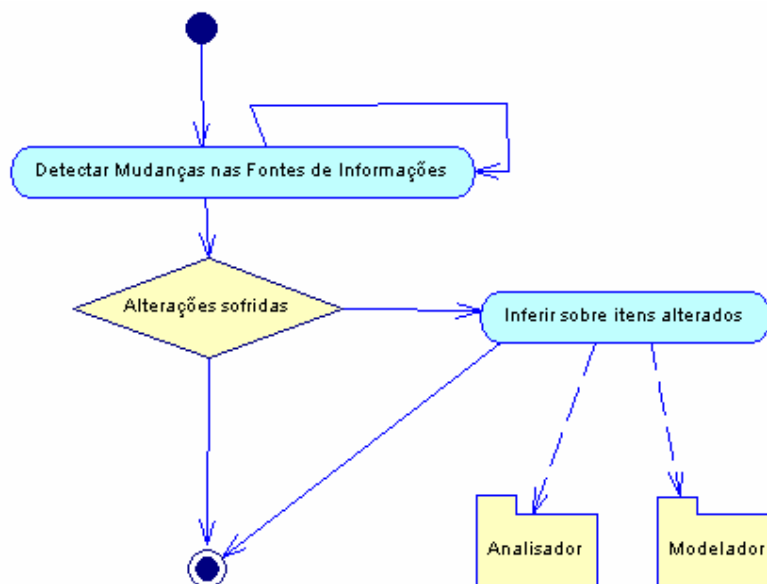 Detectar Mudanças nas Fontes de Informações
Alterações sofridas
Inferir sobre itens alterados
Analisador
Modelador